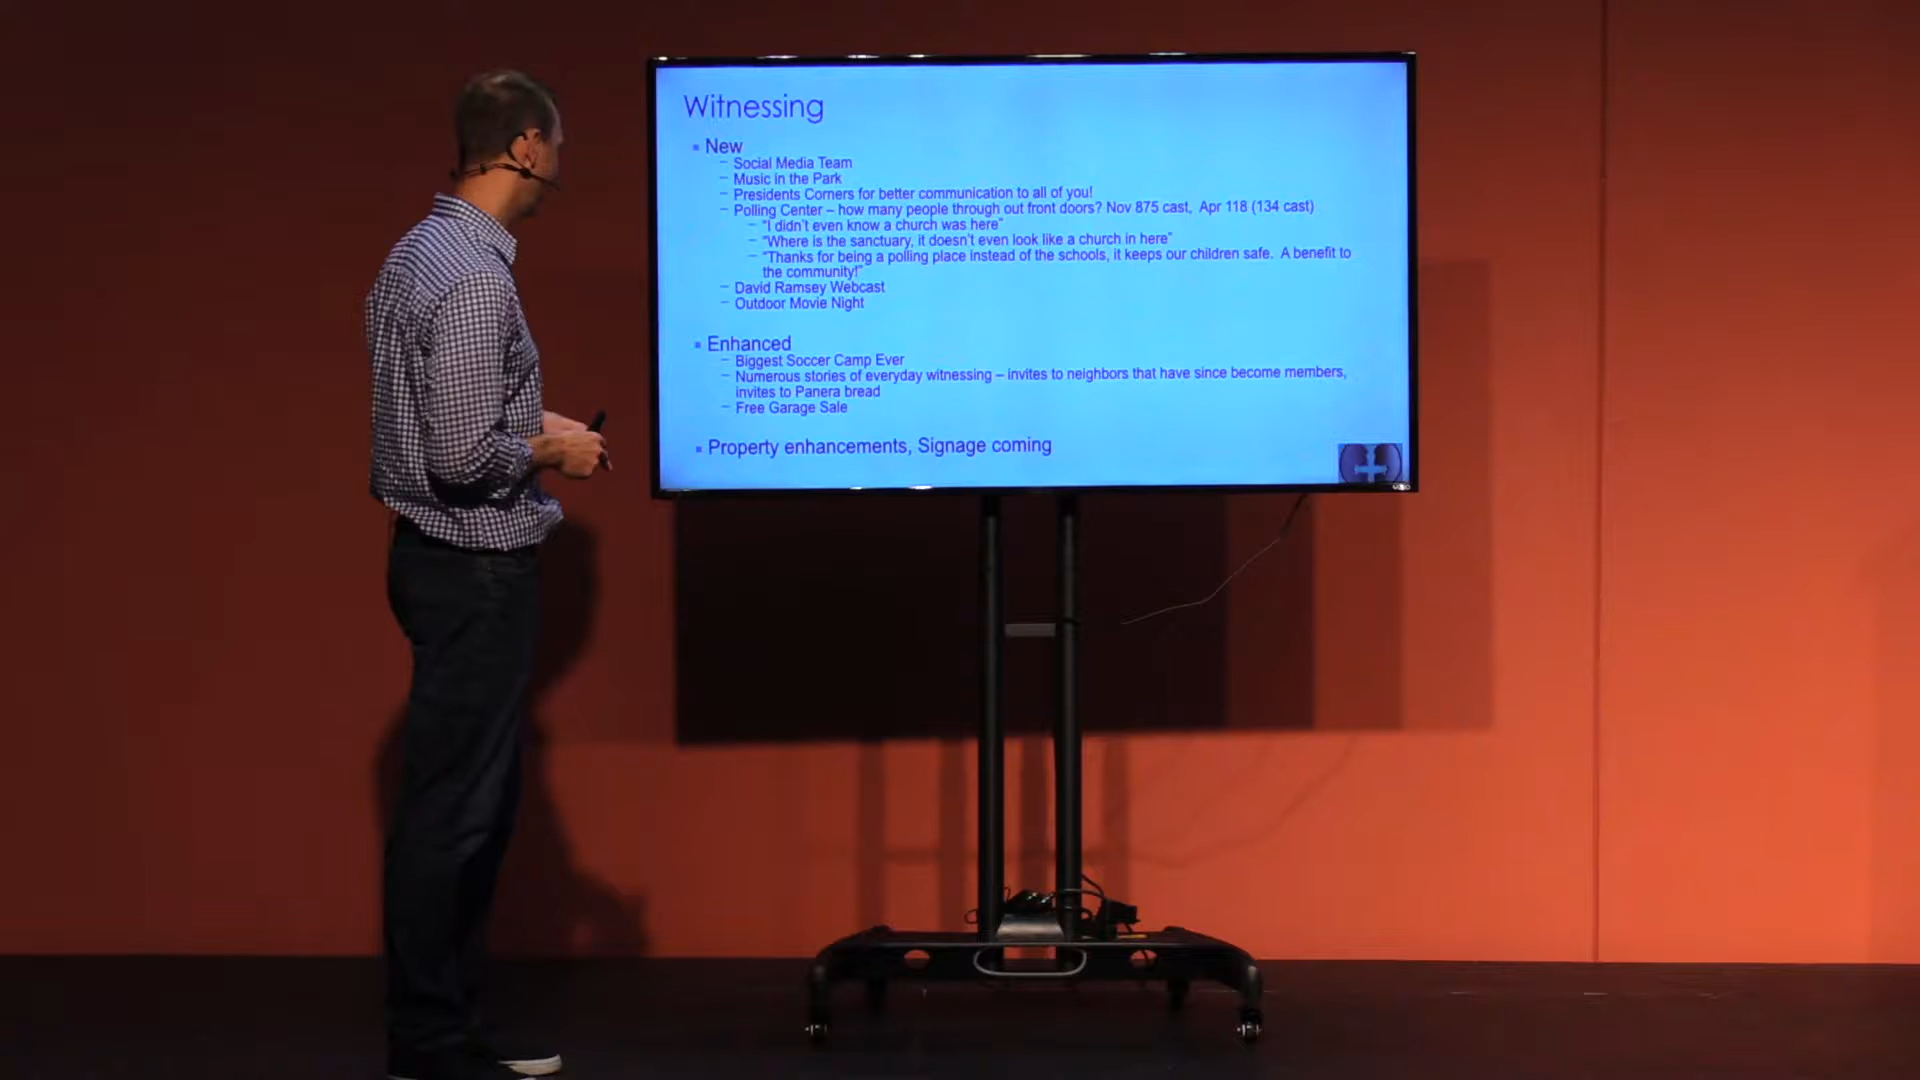 Witnessing
▪ New
– Social Media Team
– Music in the Park
– Presidents Corners for better communication to all of you!
– Polling Center – how many people through out front doors? Nov 875 cast, Apr 118 (134 cast)
– “I didn’t even know a church was here”
– “Where is the sanctuary, it doesn’t even look like a church in here”
– “Thanks for being a polling place instead of the schools, it keeps our children safe. A benefit to
the community!”
– David Ramsey Webcast
– Outdoor Movie Night
▪ Enhanced
– Biggest Soccer Camp Ever
– Numerous stories of everyday witnessing – invites to neighbors that have since become members,
invites to Panera bread
– Free Garage Sale
▪ Property enhancements, Signage coming